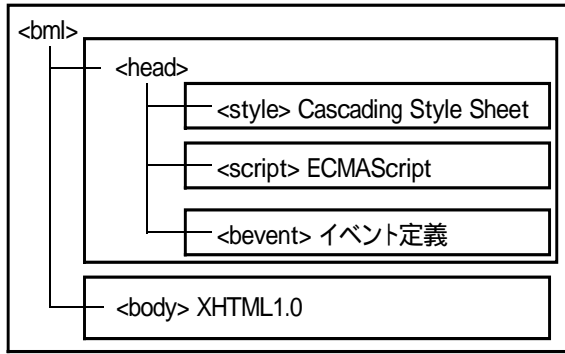 <bml>
<head>
<style> Cascading Style Sheet
<script> ECMAScript
<bevent> イベント定義
<body> XHTML1.0